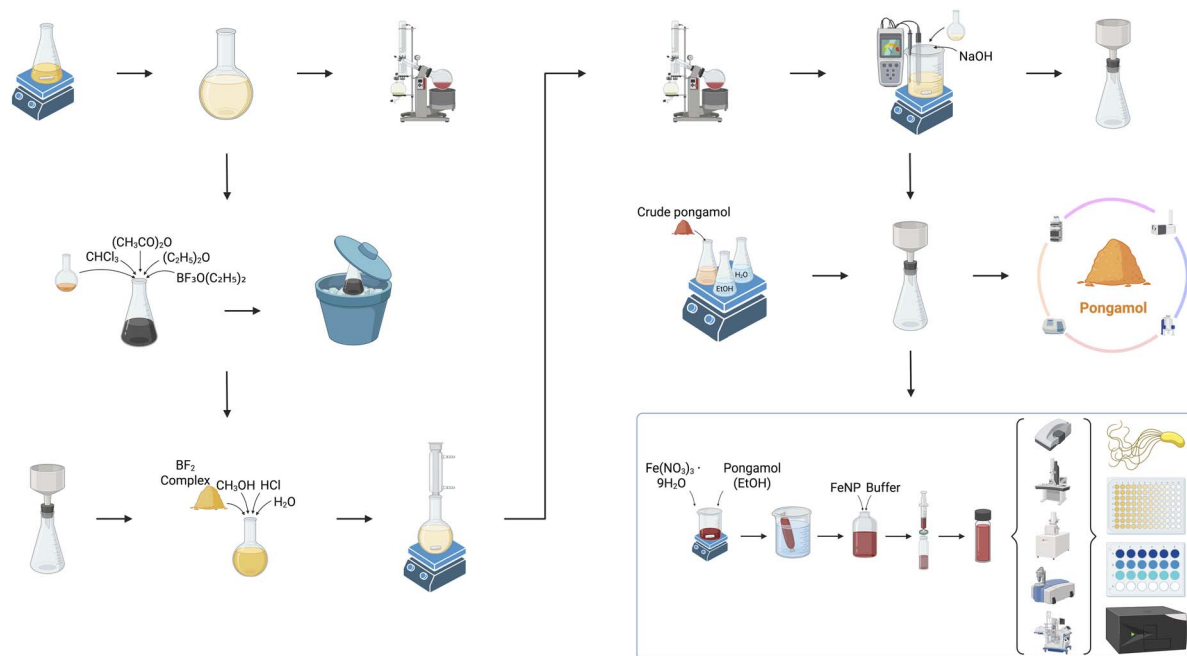 NaOH
(CH₃CO)₂O
CHCl₃
(C₂H₅)₂O
BF₃O(C₂H₅)₂
Crude pongamol
H₂O
EtOH
Pongamol
BF₂
Complex
CH₃OH HCl
H₂O
Fe(NO₃)₃ ·
9H₂O
Pongamol
(EtOH)
FeNP Buffer